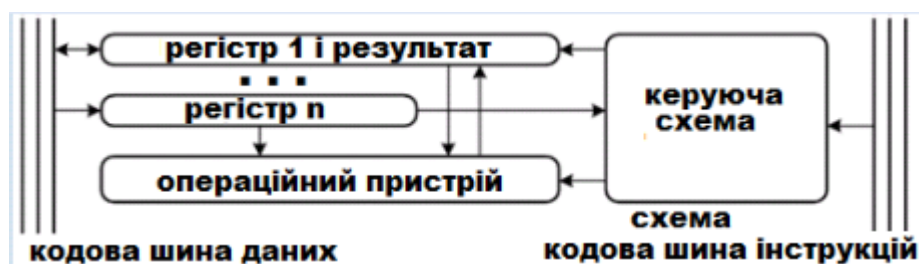 регістр 1 і результат
...
регістр n
керуюча
схема
операційний пристрій
схема
кодова шина даних
кодова шина інструкцій